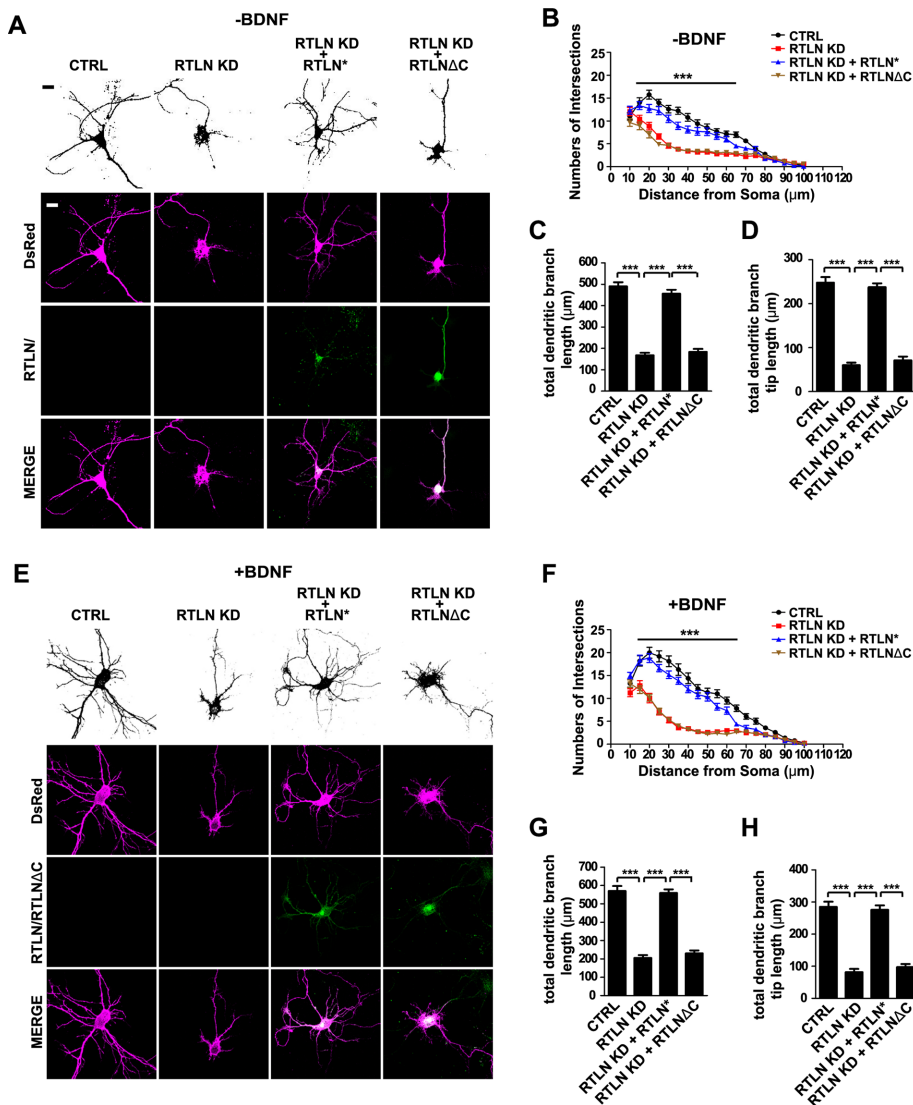 A
-BDNF
CTRL
RTLN KD
RTLN KD
+
RTLN*
RTLN KD
+
RTLNΔC
DsRed
RTLN/
MERGE
B
-BDNF
CTRL
RTLN KD
RTLN KD + RTLN*
RTLN KD + RTLNΔC
***
Numbers of Intersections
25
20
15
10
5
0
0 10 20 30 40 50 60 70 80 90 100 110 120
Distance from Soma (µm)
C
total dendritic branch
length (µm)
600
500
400
300
200
100
0
*** *** ***
CTRL
RTLN KD
RTLN KD + RTLN*
RTLN KD + RTLNΔC
D
total dendritic branch
tip length (µm)
300
200
100
0
*** *** ***
CTRL
RTLN KD
RTLN KD + RTLN*
RTLN KD + RTLNΔC
E
+BDNF
CTRL
RTLN KD
RTLN KD
+
RTLN*
RTLN KD
+
RTLNΔC
DsRed
RTLN/RTLNΔC
MERGE
F
+BDNF
CTRL
RTLN KD
RTLN KD + RTLN*
RTLN KD + RTLNΔC
***
Numbers of Intersections
25
20
15
10
5
0
0 10 20 30 40 50 60 70 80 90 100 110 120
Distance from Soma (µm)
G
total dendritic branch
length (µm)
700
600
500
400
300
200
100
0
*** *** ***
CTRL
RTLN KD
RTLN KD + RTLN*
RTLN KD + RTLNΔC
H
total dendritic branch
tip length (µm)
400
300
200
100
0
*** *** ***
CTRL
RTLN KD
RTLN KD + RTLN*
RTLN KD + RTLNΔC